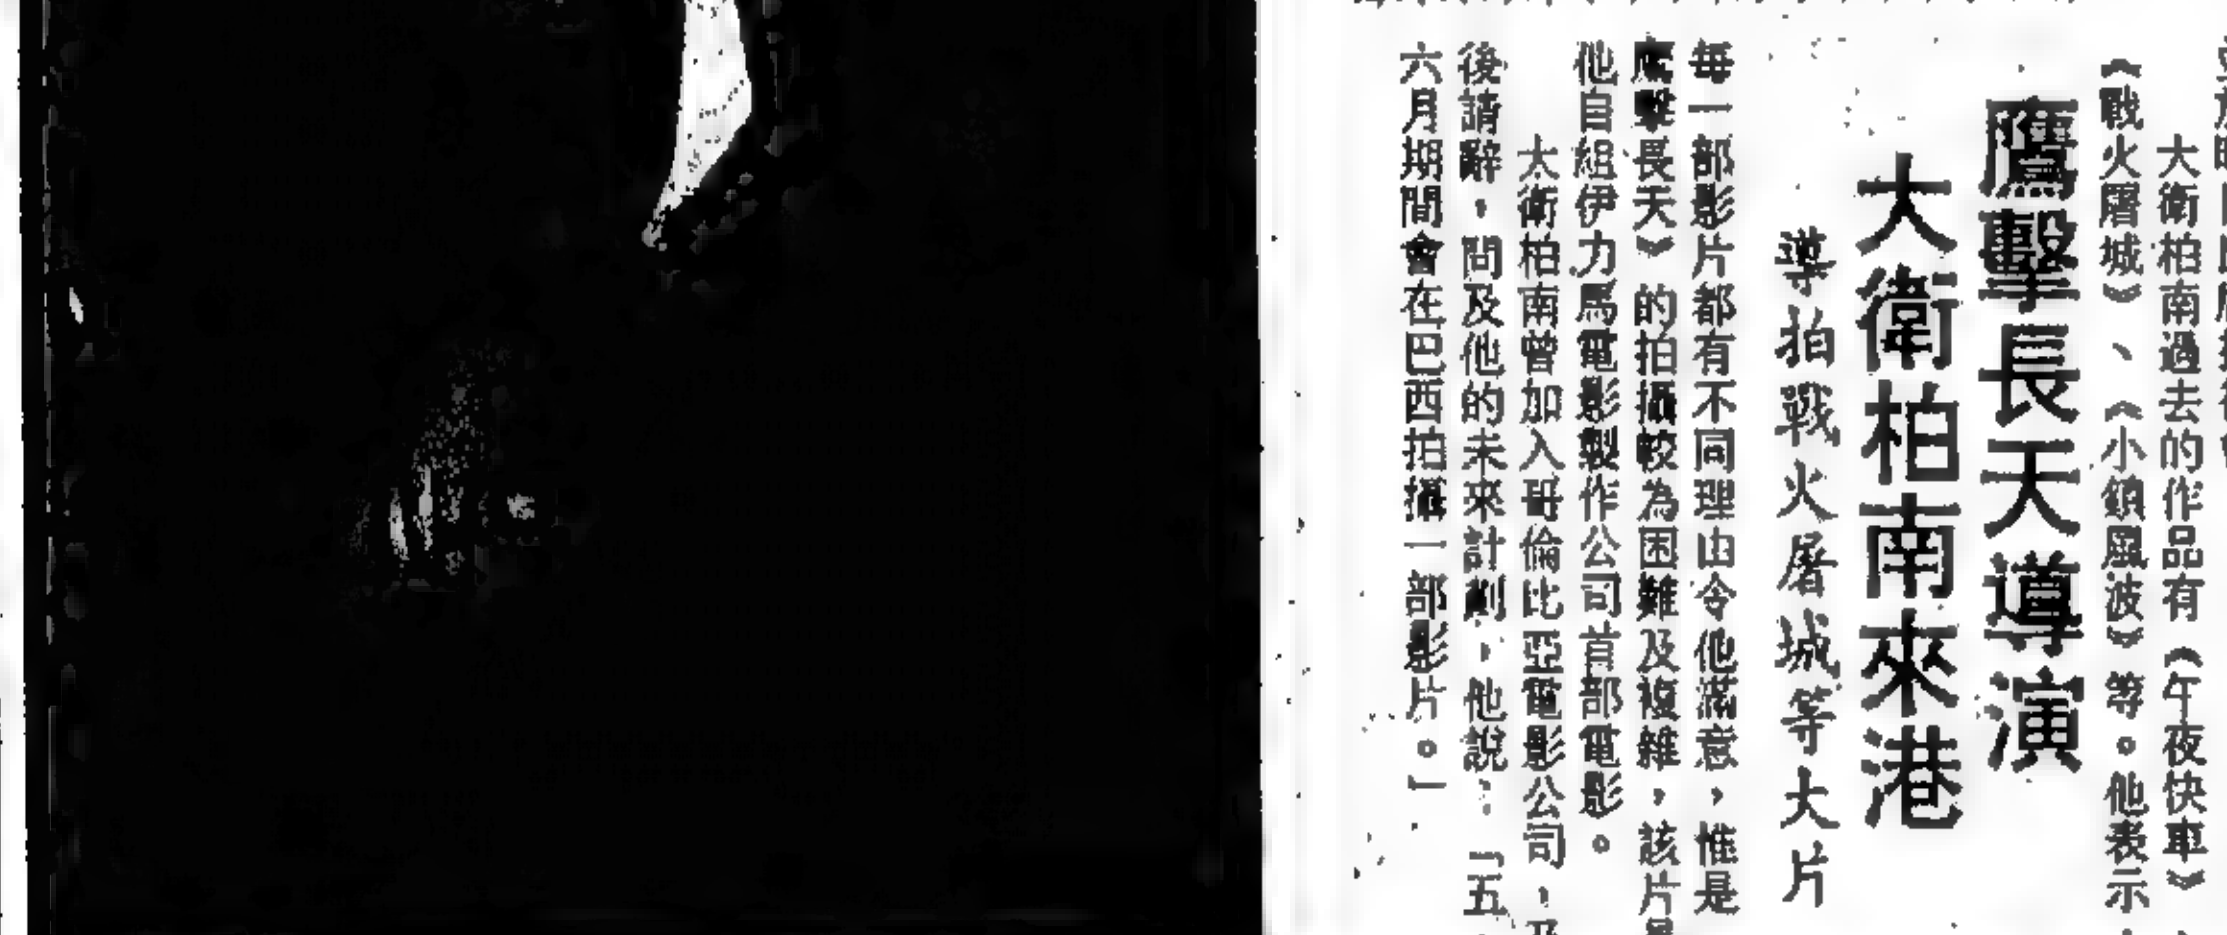 鷹擊長天導演
大衛柏南來港
導拍戰火屠城等大片
大衛柏南過去的作品有《午夜快車》、
《戰火屠城》、《小鎖風波》等。他表示，
每一部影片都有不同理由令他滿意，惟是
鷹擊長天》的拍攝較為困難及複雜，該片
他自組伊力馬電影製作公司首部電影。
太衛柏南曾加入哥倫比亞電影公司，
後請辭，問及他的未來計劃，他說：「五、
六月期間會在巴西拍攝一部影片。」